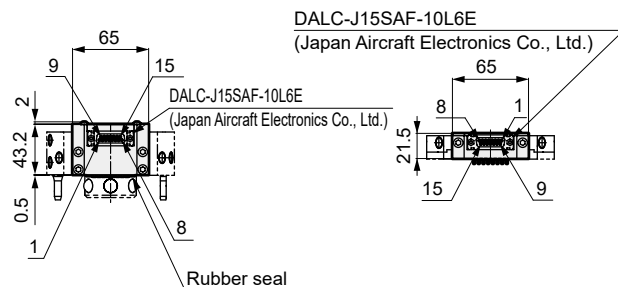 DALC-J15SAF-10L6E
(Japan Aircraft Electronics Co., Ltd.)
65
65
9
15
DALC-J15SAF-10L6E
(Japan Aircraft Electronics Co., Ltd.)
2
43.2
0.5
8
1
21.5
15
9
1
8
Rubber seal